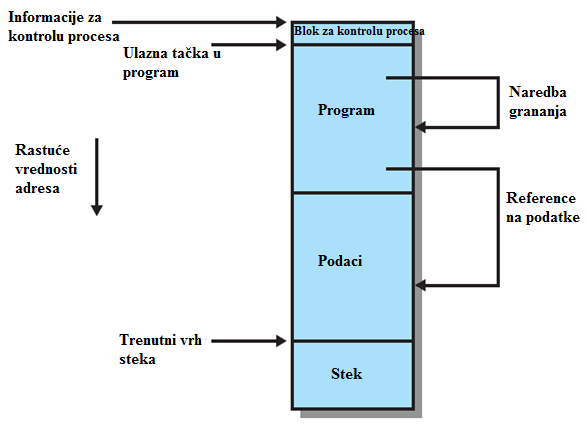 Informacije za
kontrolu procesa
Blok za kontrolu procesa
Ulazna tačka u
program
Program
Naredba
grananja
Rastuće
vrednosti
adresa
Reference
na podatke
Podaci
Trenutni vrh
steka
Stek